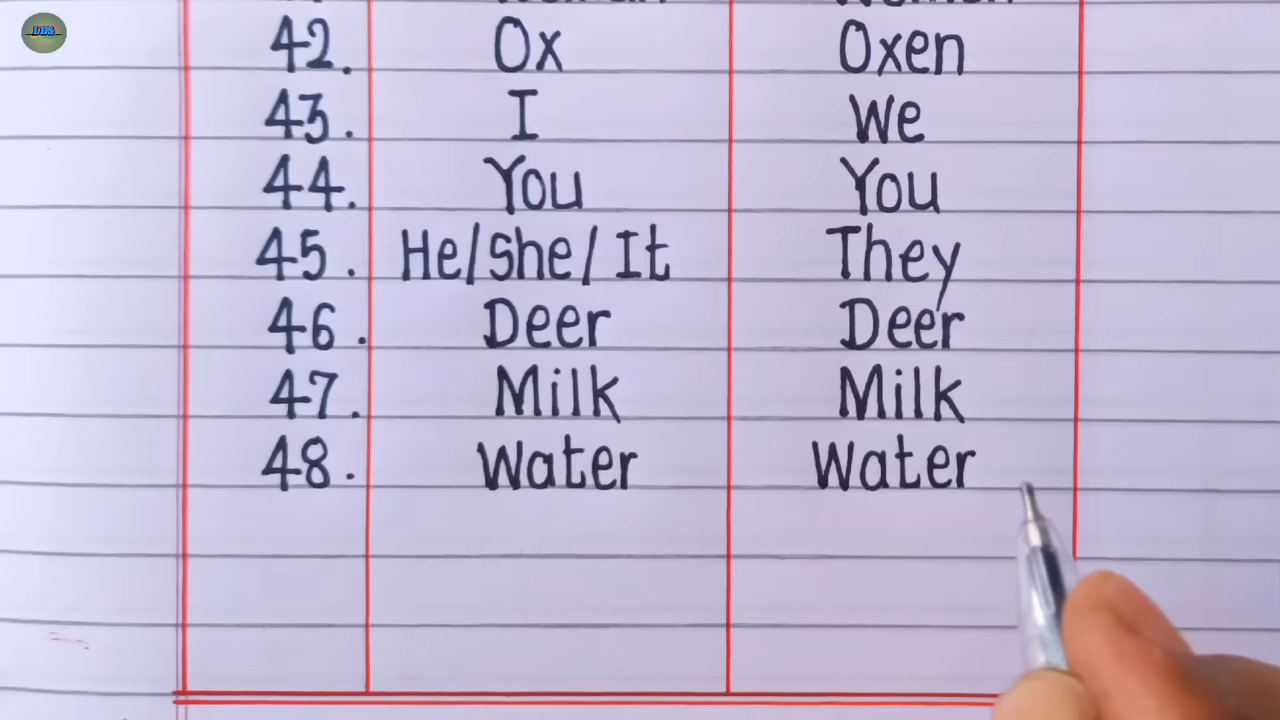 LDS
42. Ox Oxen
43. I We
44. You You
45. He/She/It They
46. Deer Deer
47. Milk Milk
48. Water Water